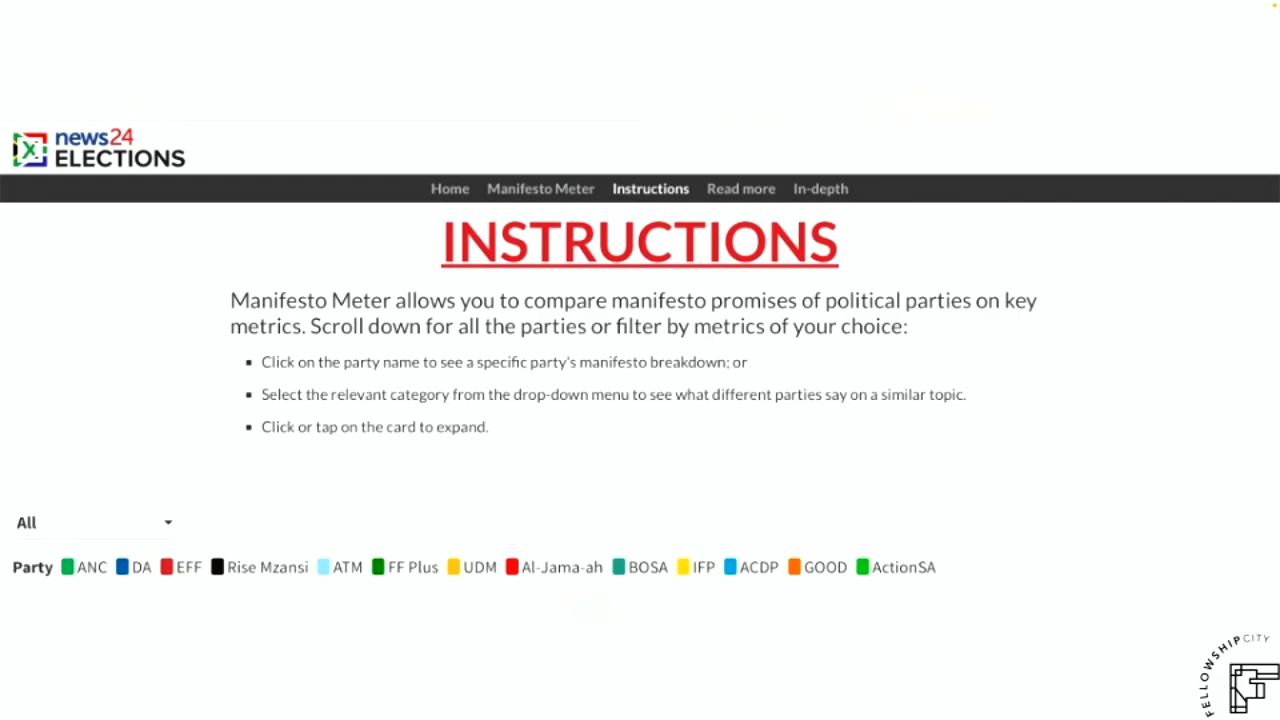 news24
ELECTIONS
Home Manifesto Meter Instructions Read more In-depth
INSTRUCTIONS
Manifesto Meter allows you to compare manifesto promises of political parties on key
metrics. Scroll down for all the parties or filter by metrics of your choice:
Click on the party name to see a specific party's manifesto breakdown; or
Select the relevant category from the drop-down menu to see what different parties say on a similar topic.
Click or tap on the card to expand.
All
Party ANC DA EFF Rise Mzansi ATM FF Plus UDM Al-Jama-ah BOSA IFP ACDP GOOD ActionSA
FELLOWSHIPCITY